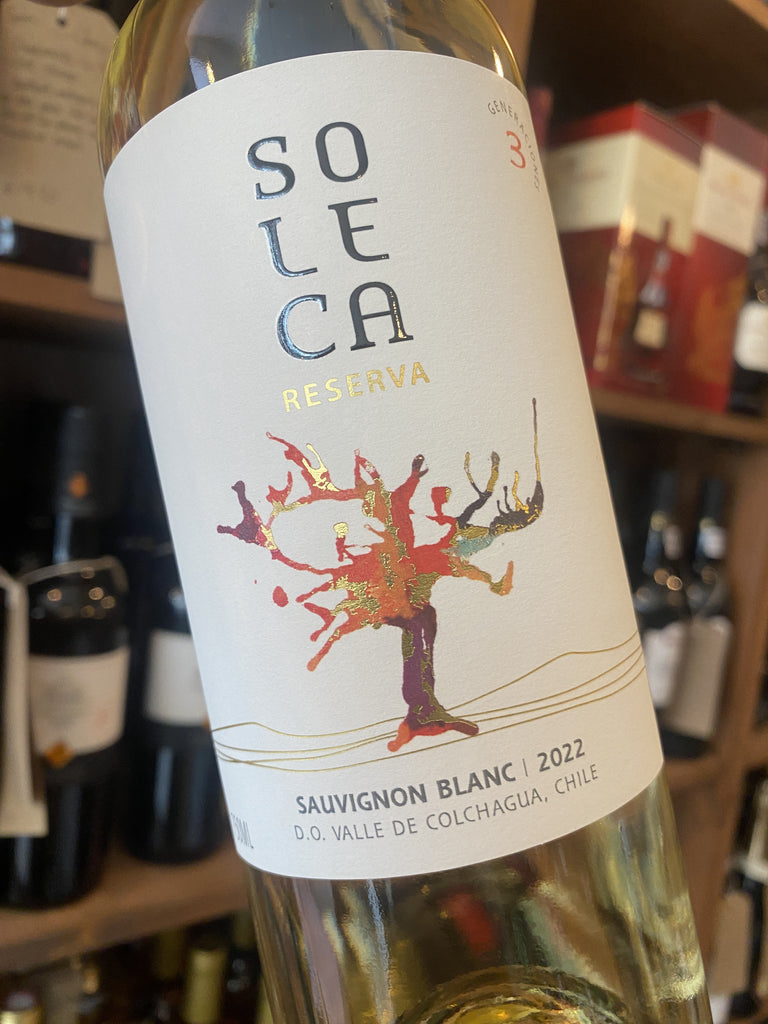 SO
LE
CA
RESERVA
3
GENERACIONES
SAUVIGNON BLANC | 2022
D.O. VALLE DE COLCHAGUA, CHILE